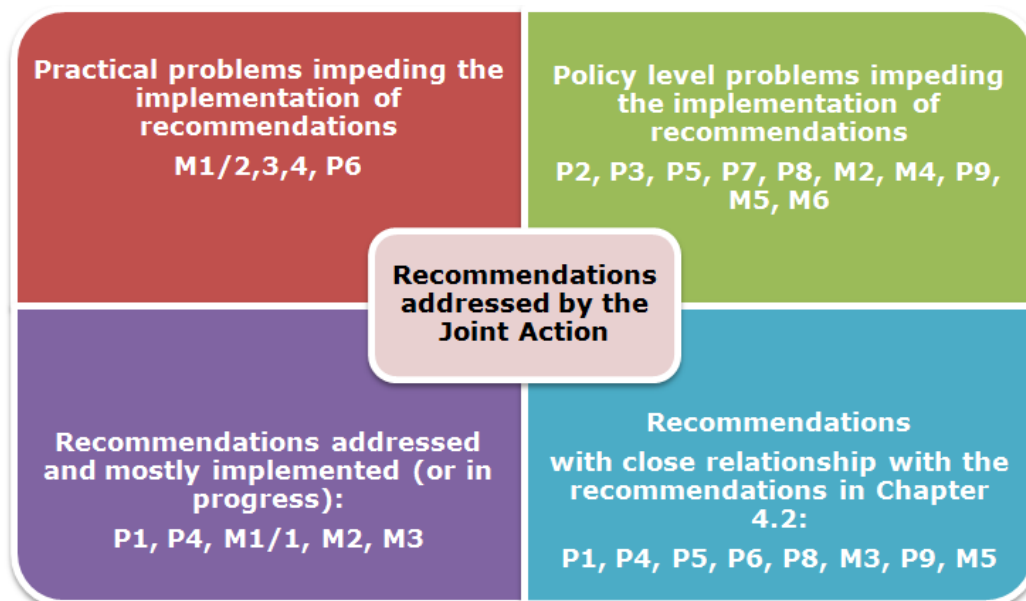 Practical problems impeding the
implementation of
recommendations
M1/2,3,4, P6
Policy level problems impeding
the implementation of
recommendations
P2, P3, P5, P7, P8, M2, M4, P9,
M5, M6
Recommendations
addressed by the
Joint Action
Recommendations addressed
and mostly implemented (or in
progress):
P1, P4, M1/1, M2, M3
Recommendations
with close relationship with the
recommendations in Chapter
4.2:
P1, P4, P5, P6, P8, M3, P9, M5